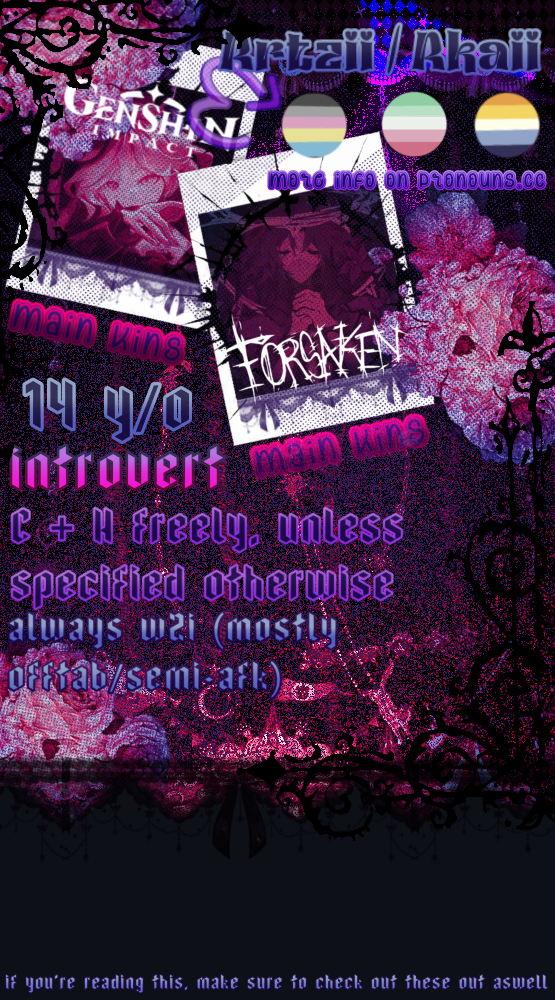 Krtzii / Akaii
GENSHIN
IMPACT
more info on pronouns.cc
FORSAKEN
main kins
main kins
14 y/o
introvert
C + H freely, unless
specified otherwise
always w2i (mostly
offtab/semi-afk)
if you're reading this, make sure to check out these out aswell